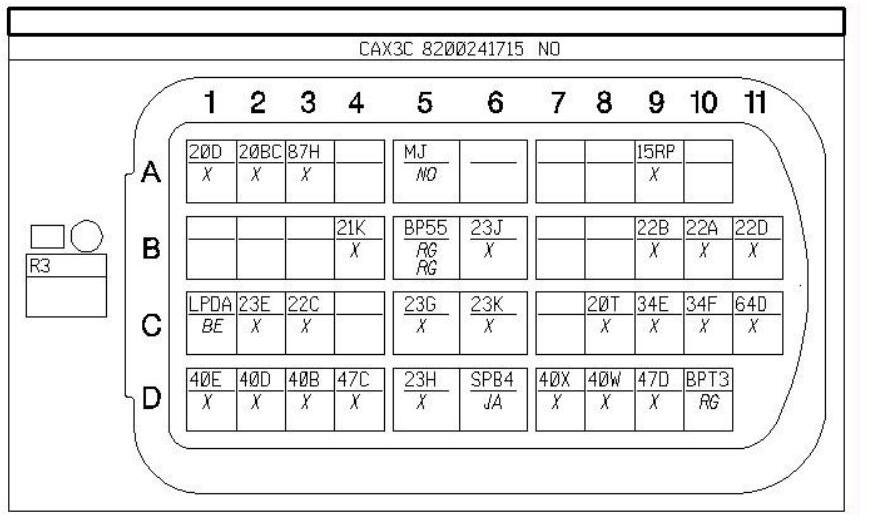 CAX3C 8200241715 NO
1 2 3 4 5 6 7 8 9 10 11
A
20D 20BC 87H MJ 15RP
X X X NO X
B
21K BP55 23J 22B 22A 22D
X RG X X X X
RG
R3
C
LPDA 23E 22C 23G 23K 20T 34E 34F 64D
BE X X X X X X X X
D
40E 40D 40B 47C 23H SPB4 40X 40W 47D BPT3
X X X X X JA X X X RG